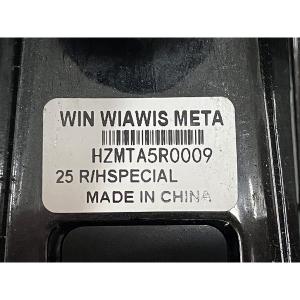 WIN WIAWIS META
HZMTA5R0009
25 R/HSPECIAL
MADE IN CHINA